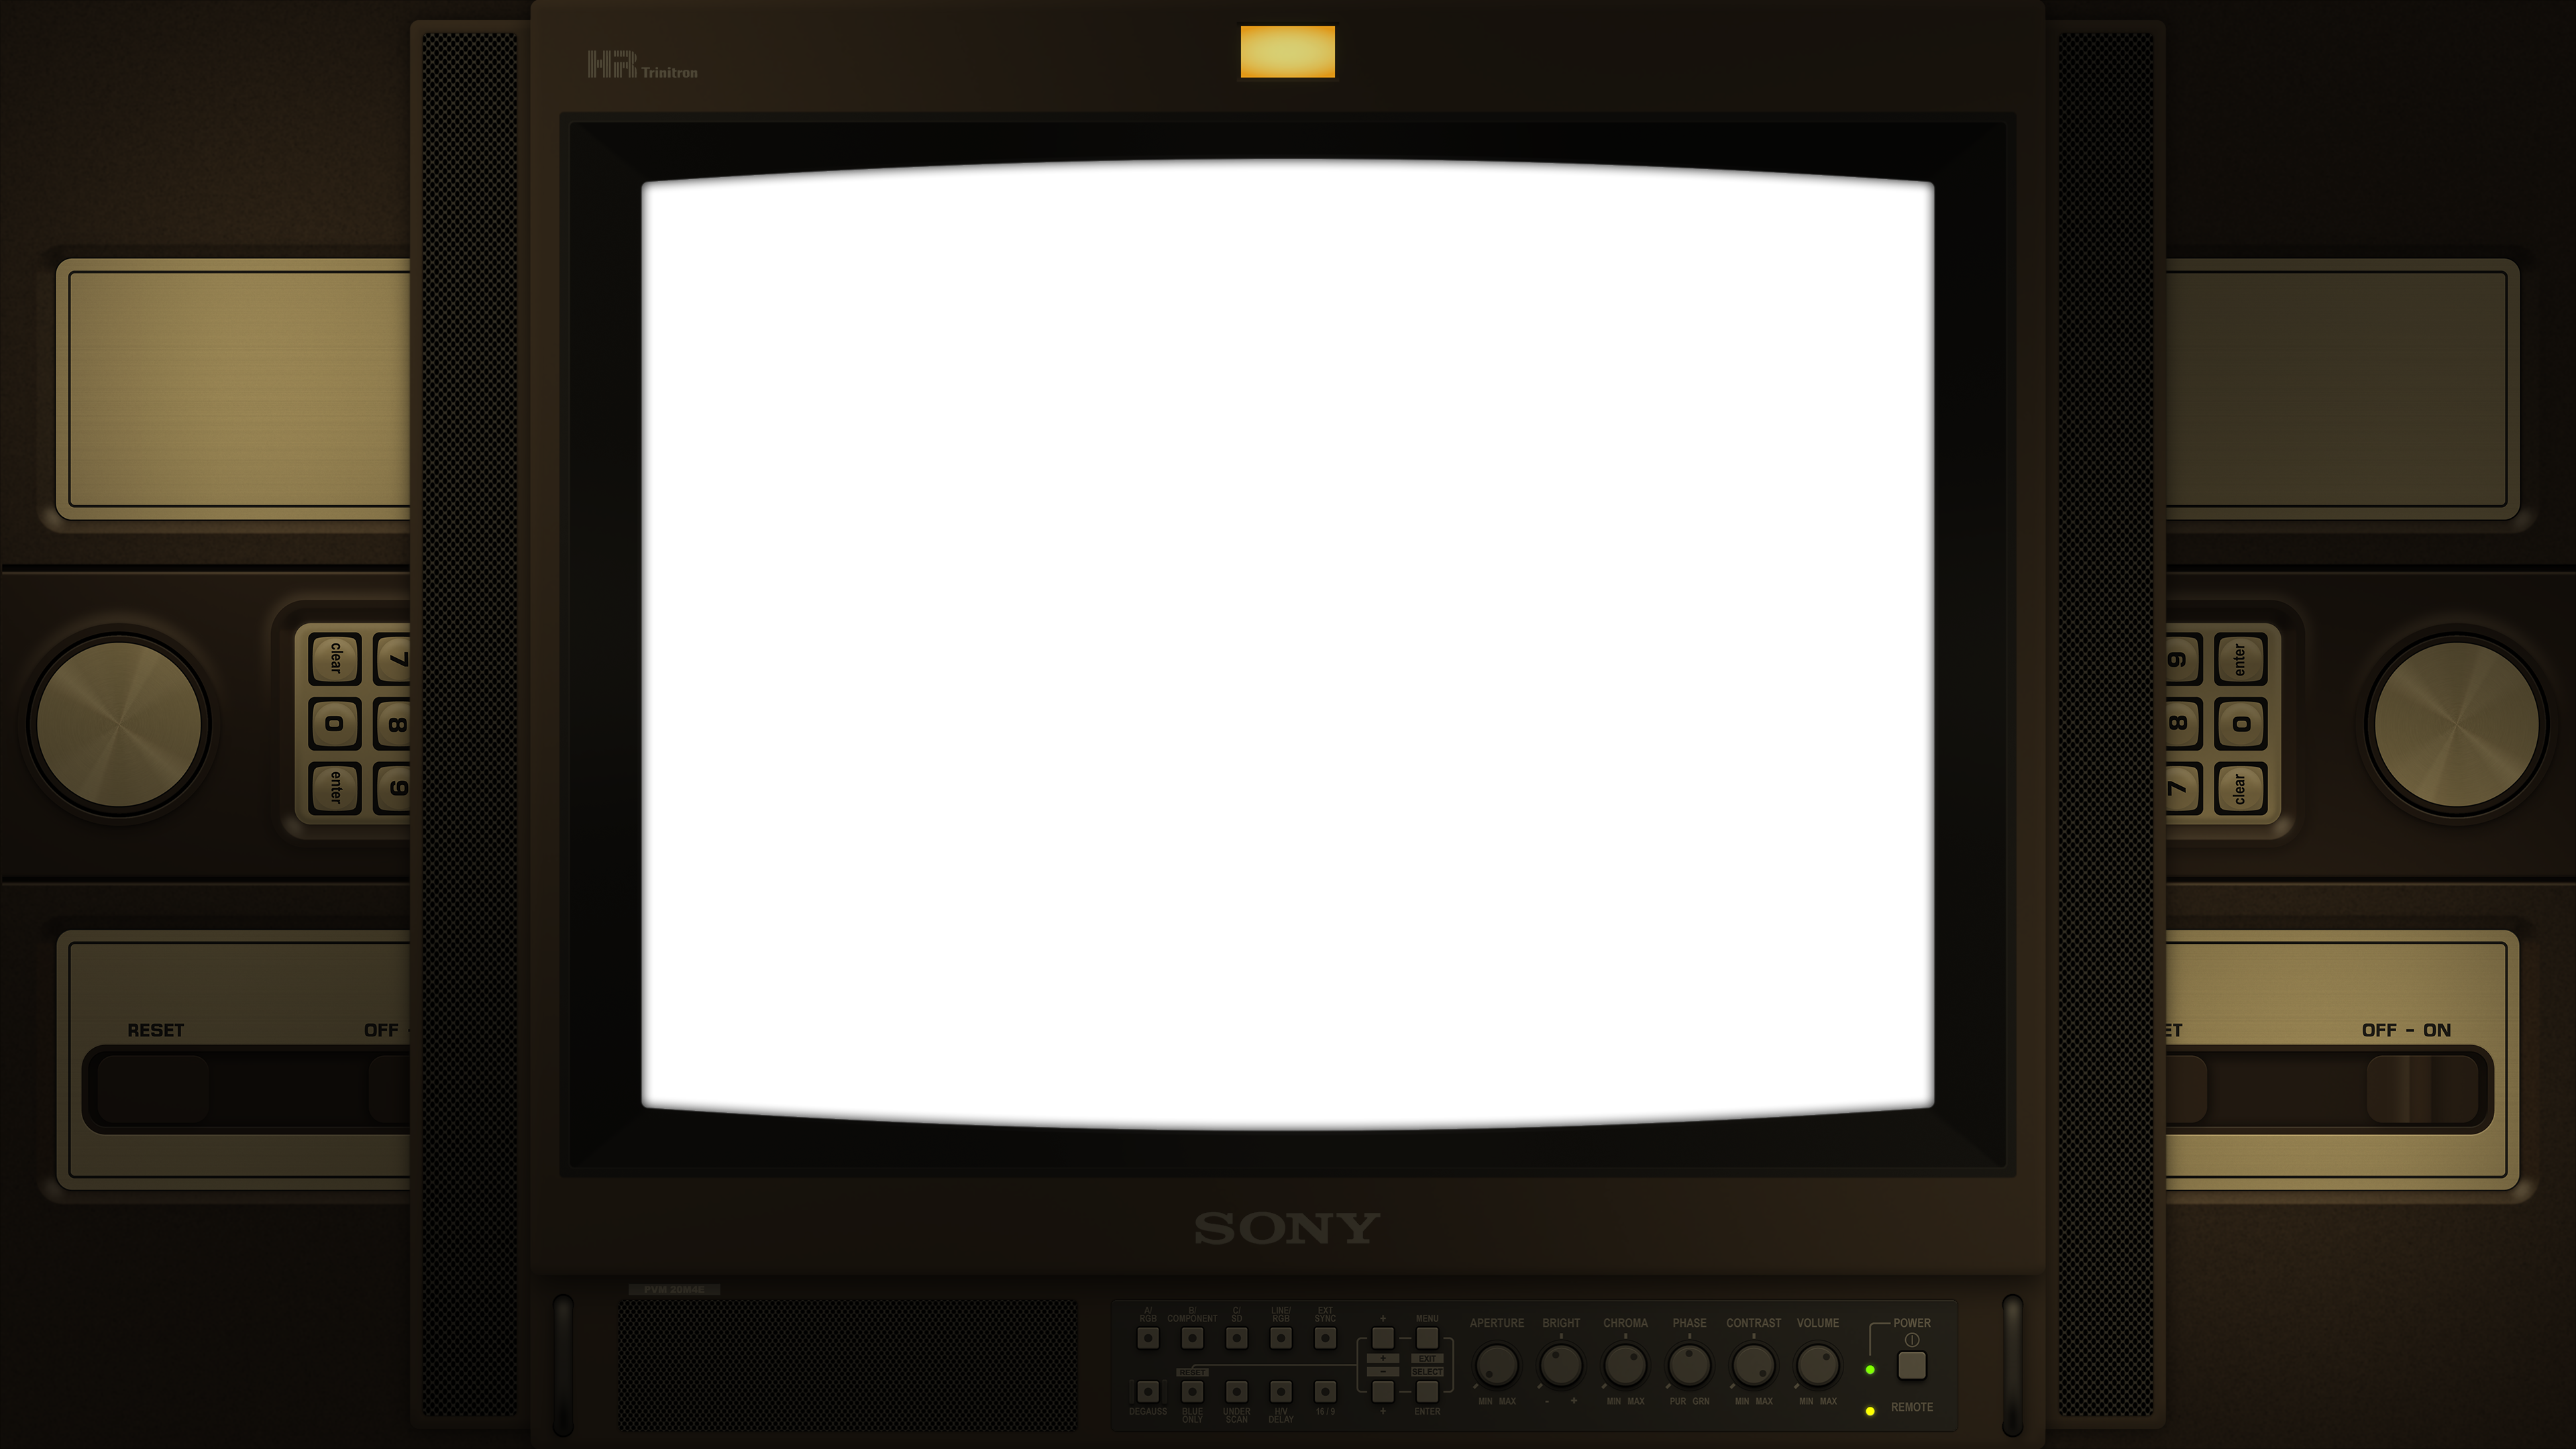 HR Trinitron
clear 7
0 8
enter 9
RESET OFF -
9 enter
8 0
7 clear
ET OFF - ON
SONY
PVM 20M4E
A/ RGB
B/ COMPONENT
C/ SD
LINE/ RGB
EXT SYNC
+ MENU
+ EXIT
- SELECT
+ ENTER
RESET
DEGAUSS
BLUE ONLY
UNDER SCAN
H/V DELAY
16/9
APERTURE BRIGHT CHROMA PHASE CONTRAST VOLUME
MIN MAX - + MIN MAX PUR GRN MIN MAX MIN MAX
POWER
REMOTE